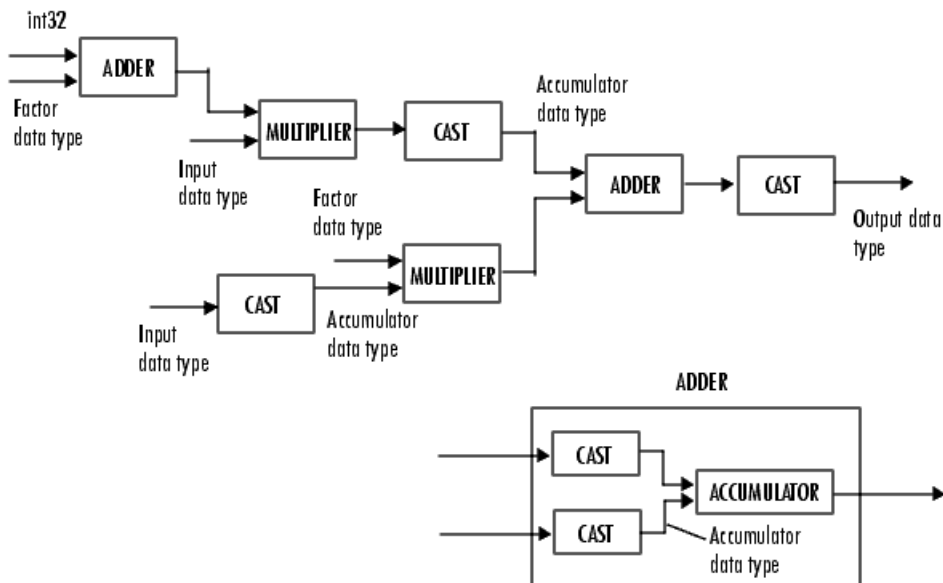 int32
ADDER
Factor
data type
MULTIPLIER
Input
data type
CAST
Accumulator
data type
ADDER
CAST
Output data
type
Factor
data type
MULTIPLIER
CAST
Input
data type
Accumulator
data type
ADDER
CAST
ACCUMULATOR
CAST
Accumulator
data type